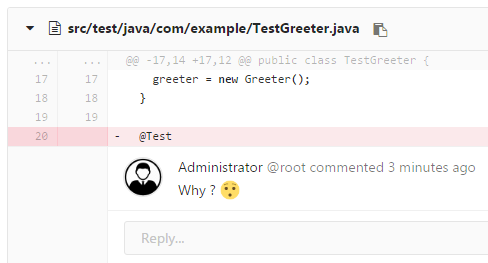 src/test/java/com/example/TestGreeter.java
... ... @@ -17,14 +17,12 @@ public class TestGreeter {
17 17 greeter = new Greeter();
18 18 }
19 19
20 - @Test
Administrator @root commented 3 minutes ago
Why ? 😯
Reply...